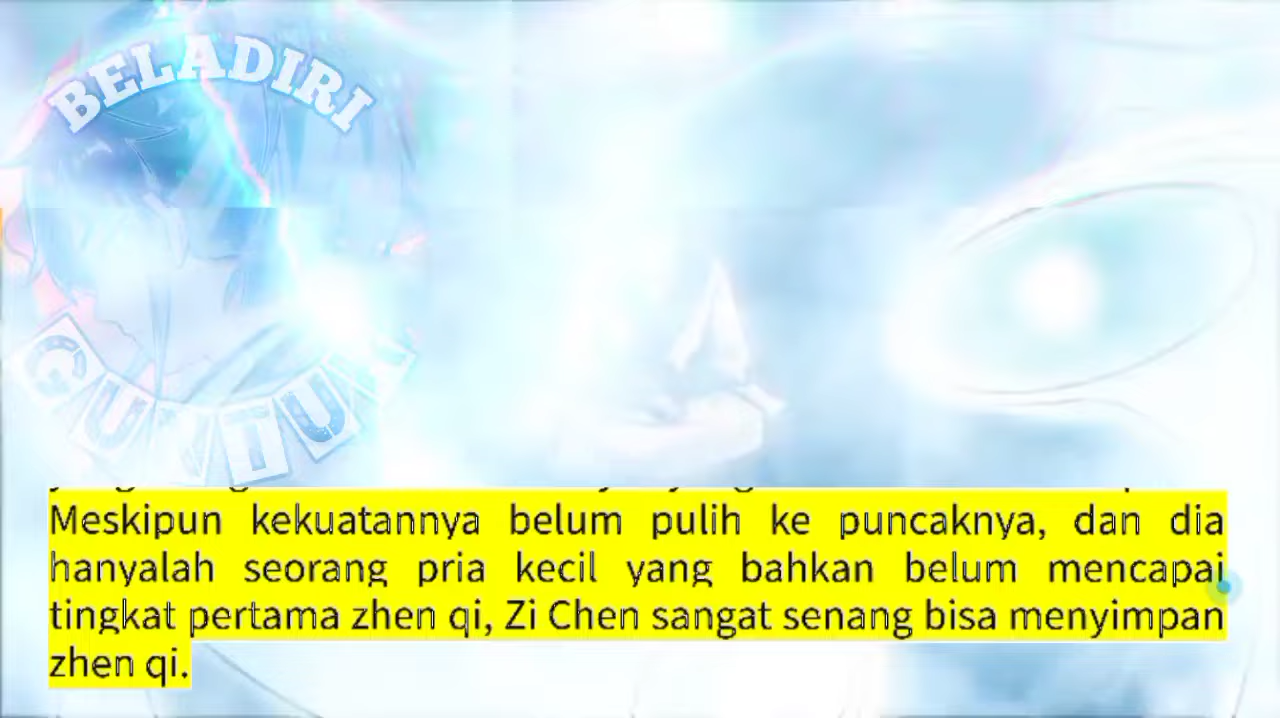 BELADIRI
Meskipun kekuatannya belum pulih ke puncaknya, dan dia
hanyalah seorang pria kecil yang bahkan belum mencapai
tingkat pertama zhen qi, Zi Chen sangat senang bisa menyimpan
zhen qi.